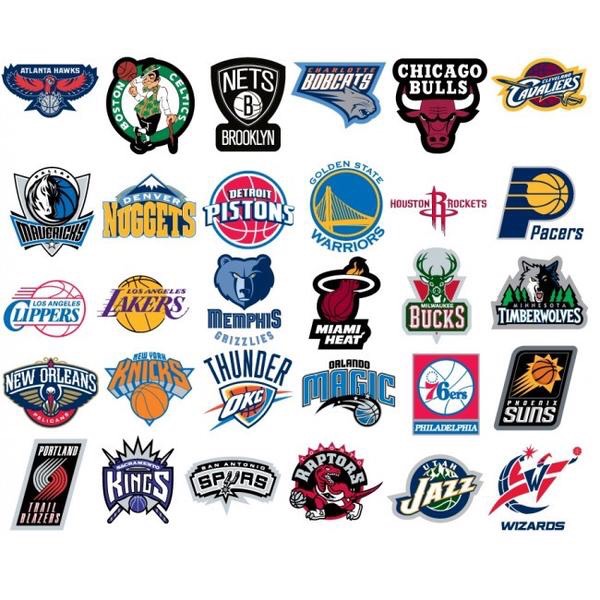 ATLANTA HAWKS
BOSTON CELTICS
NETS
B
BROOKLYN
CHARLOTTE
BOBCATS
CHICAGO
BULLS
CLEVELAND
CAVALIERS
DALLAS
MAVERICKS
DENVER
NUGGETS
DETROIT
PISTONS
GOLDEN STATE
WARRIORS
HOUSTON R ROCKETS
P
Pacers
LOS ANGELES
CLIPPERS
LOS ANGELES
LAKERS
MEMPHIS
GRIZZLIES
MIAMI
HEAT
MILWAUKEE
BUCKS
MINNESOTA
TIMBERWOLVES
NEW ORLEANS
PELICANS
NEW YORK
KNICKS
THUNDER
OKC
ORLANDO
MAGIC
76ers
PHILADELPHIA
PHOENIX
SUNS
PORTLAND
TRAIL
BLAZERS
SACRAMENTO
KINGS
SAN ANTONIO
SPURS
RAPTORS
UTAH
JAZZ
W
WIZARDS